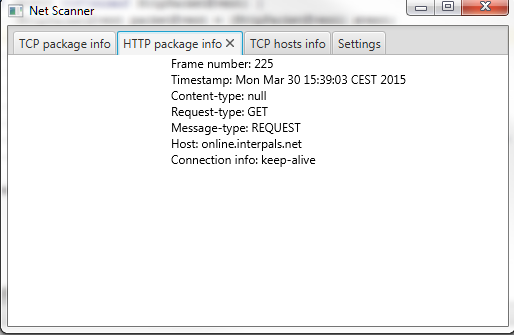 Net Scanner
TCP package info HTTP package info TCP hosts info Settings
Frame number: 225
Timestamp: Mon Mar 30 15:39:03 CEST 2015
Content-type: null
Request-type: GET
Message-type: REQUEST
Host: online.interpals.net
Connection info: keep-alive